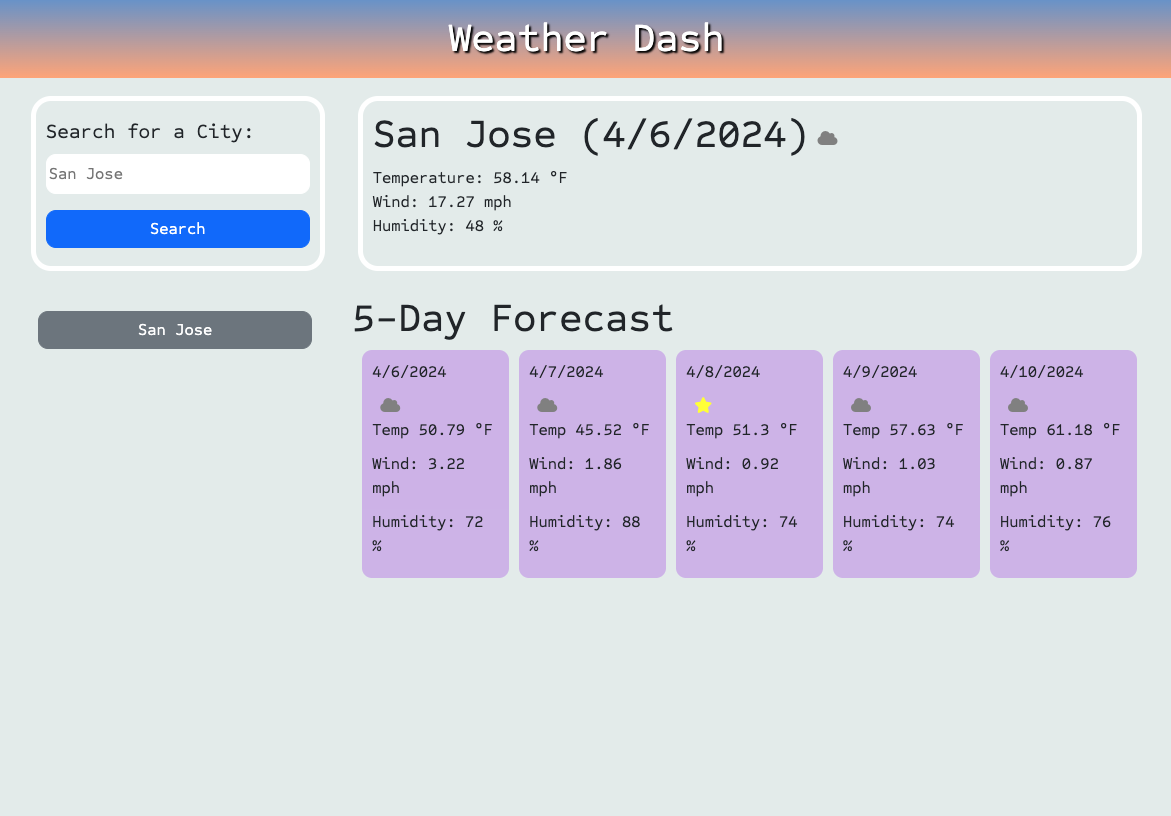 Weather Dash
Search for a City:
San Jose
Search
San Jose
San Jose (4/6/2024)
Temperature: 58.14 °F
Wind: 17.27 mph
Humidity: 48 %
5-Day Forecast
4/6/2024
Temp 50.79 °F
Wind: 3.22
mph
Humidity: 72
%
4/7/2024
Temp 45.52 °F
Wind: 1.86
mph
Humidity: 88
%
4/8/2024
Temp 51.3 °F
Wind: 0.92
mph
Humidity: 74
%
4/9/2024
Temp 57.63 °F
Wind: 1.03
mph
Humidity: 74
%
4/10/2024
Temp 61.18 °F
Wind: 0.87
mph
Humidity: 76
%